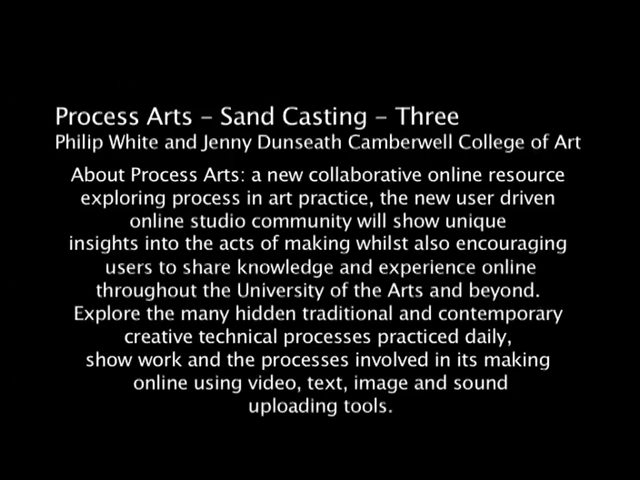 Process Arts – Sand Casting – Three
Philip White and Jenny Dunseath Camberwell College of Art
About Process Arts: a new collaborative online resource
exploring process in art practice, the new user driven
online studio community will show unique
insights into the acts of making whilst also encouraging
users to share knowledge and experience online
throughout the University of the Arts and beyond.
Explore the many hidden traditional and contemporary
creative technical processes practiced daily,
show work and the processes involved in its making
online using video, text, image and sound
uploading tools.